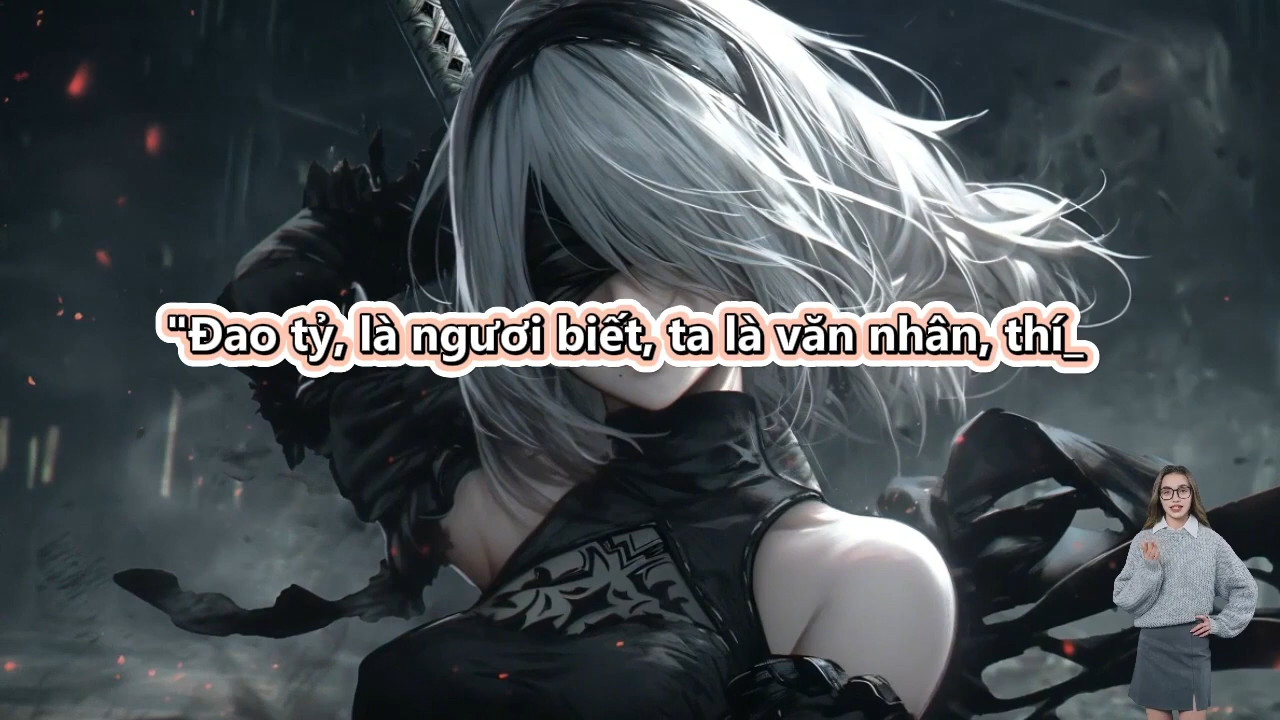 "Đao tỷ, là ngươi biết, ta là văn nhân, thí_